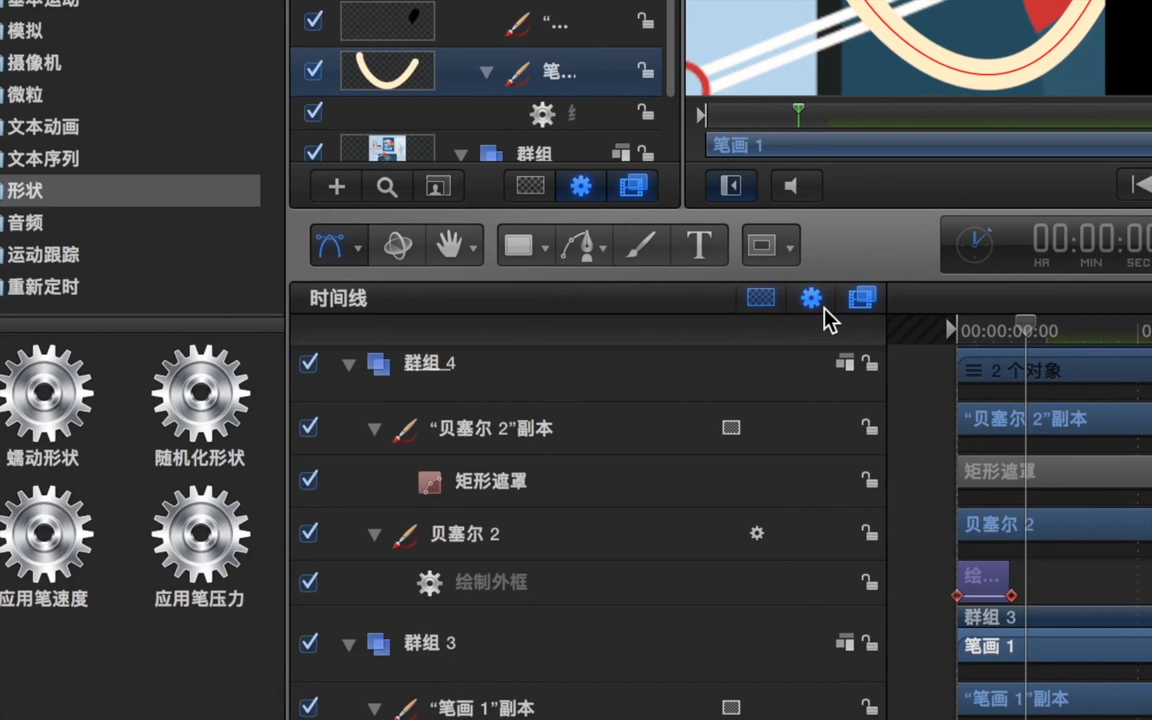 基本运动
模拟
摄像机
微粒
文本动画
文本序列
形状
音频
运动跟踪
重新定时
蠕动形状
随机化形状
应用笔速度
应用笔压力
“...
笔...
群组
笔画 1
T
00:00:00
HR MIN SEC
时间线
00:00:00:00
群组 4
2 个对象
“贝塞尔 2”副本
“贝塞尔 2”副本
矩形遮罩
矩形遮罩
贝塞尔 2
贝塞尔 2
绘制外框
绘...
群组 3
群组 3
笔画 1
“笔画 1”副本
“笔画 1”副本